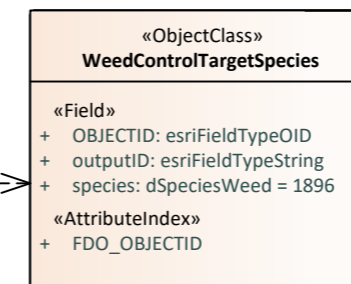 «ObjectClass»
WeedControlTargetSpecies
«Field»
+ OBJECTID: esriFieldTypeOID
+ outputID: esriFieldTypeString
+ species: dSpeciesWeed = 1896
«AttributeIndex»
+ FDO_OBJECTID